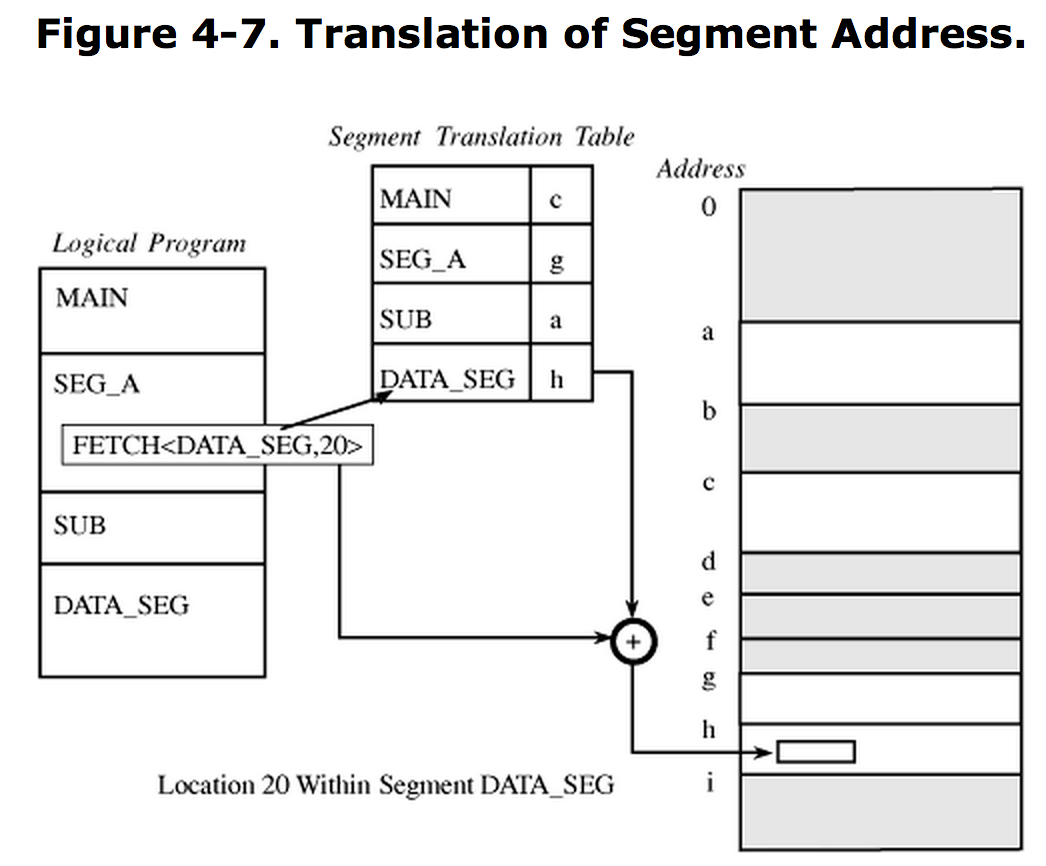 Figure 4-7. Translation of Segment Address.
Segment Translation Table
MAIN c
SEG_A g
SUB a
DATA_SEG h
Logical Program
MAIN
SEG_A
FETCH<DATA_SEG,20>
SUB
DATA_SEG
+
Location 20 Within Segment DATA_SEG
Address
0
a
b
c
d
e
f
g
h
i